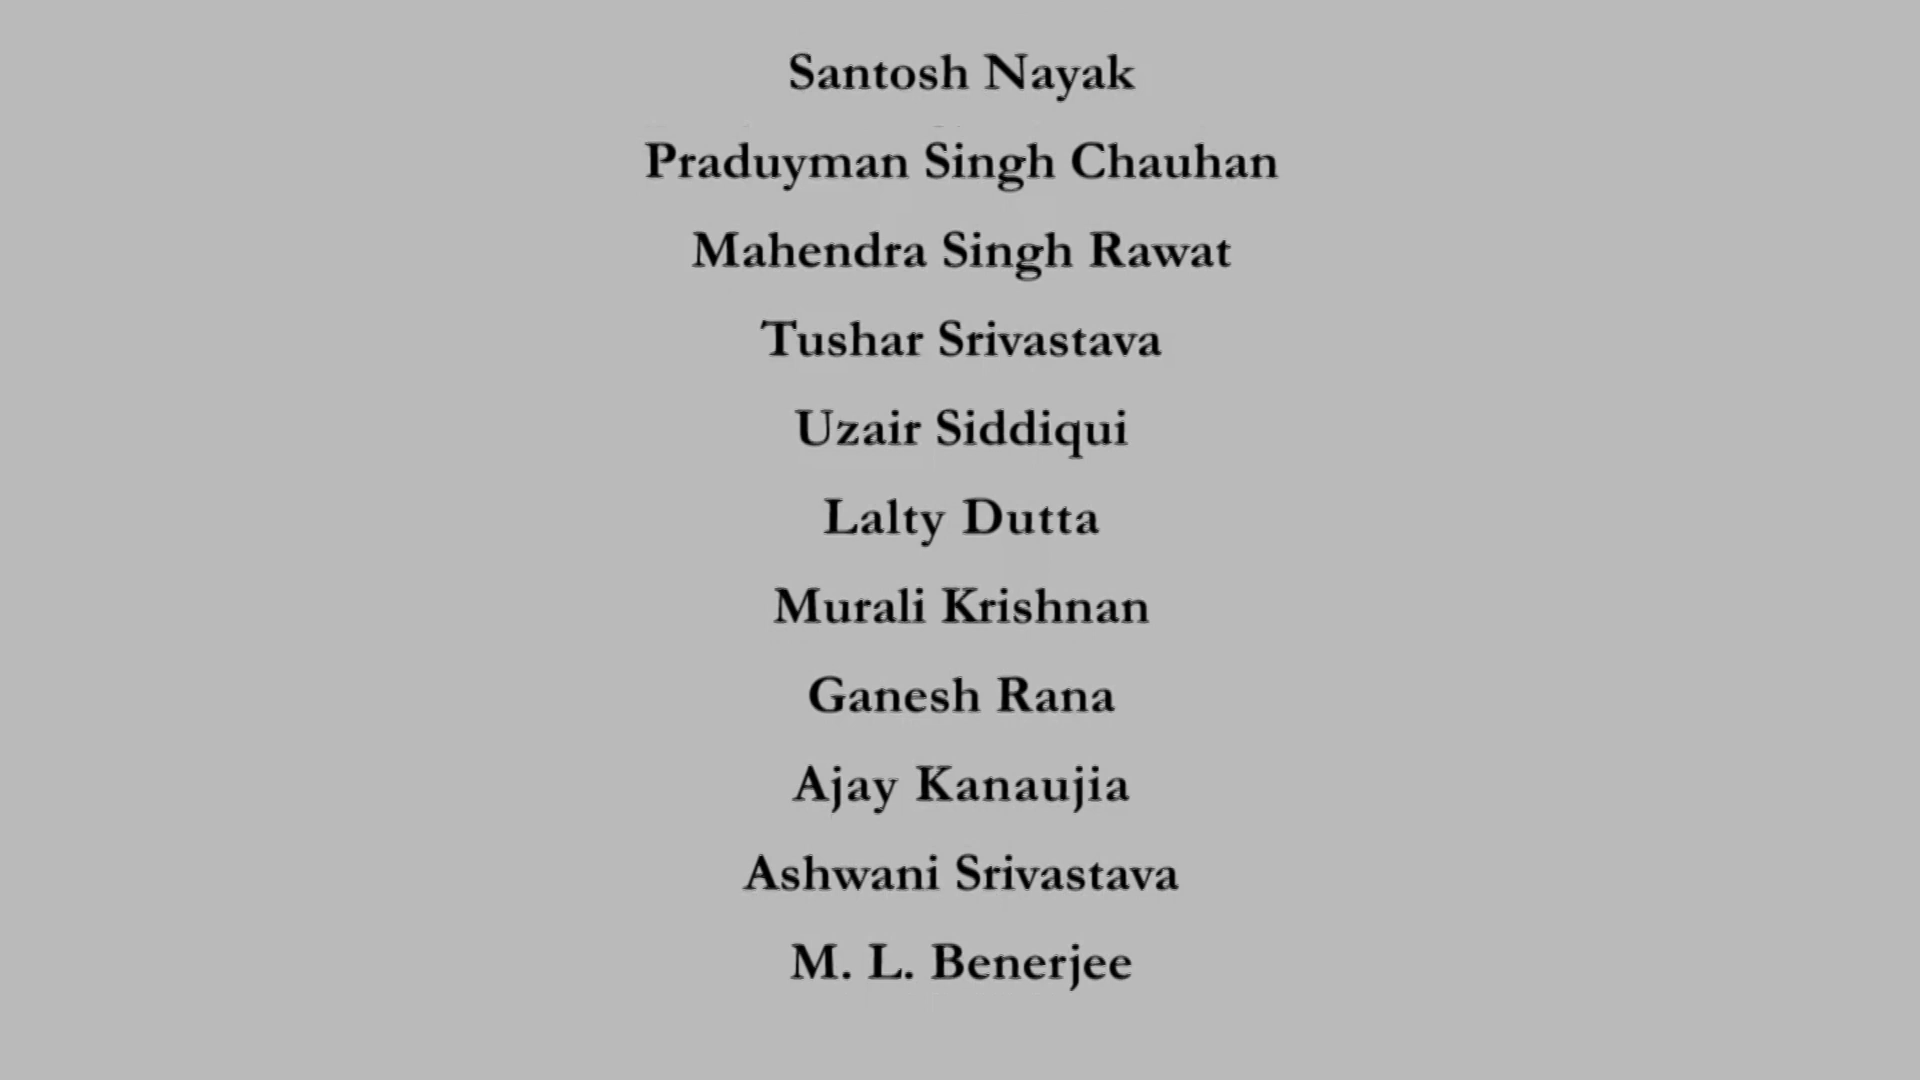 Santosh Nayak
Praduyman Singh Chauhan
Mahendra Singh Rawat
Tushar Srivastava
Uzair Siddiqui
Lalty Dutta
Murali Krishnan
Ganesh Rana
Ajay Kanaujia
Ashwani Srivastava
M. L. Benerjee